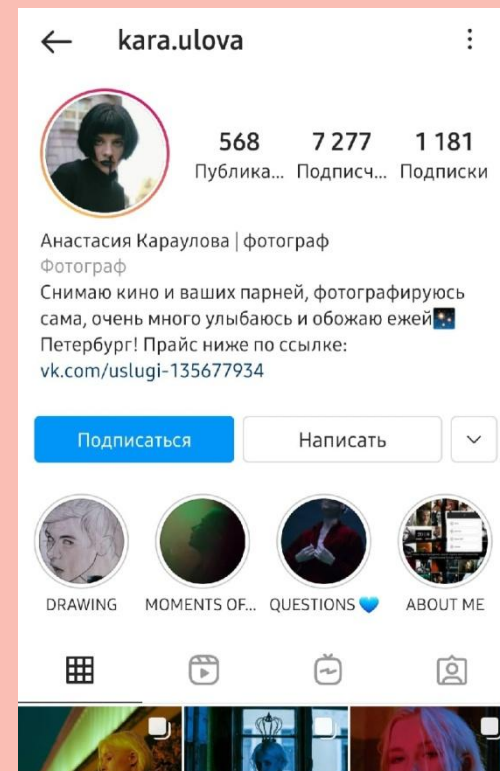 kara.ulova
568 7 277 1 181
Публика... Подписч... Подписки
Анастасия Караулова | фотограф
Фотограф
Снимаю кино и ваших парней, фотографируюсь
сама, очень много улыбаюсь и обожаю ежей🌠
Петербург! Прайс ниже по ссылке:
vk.com/uslugi-135677934
Подписаться Написать
DRAWING MOMENTS OF... QUESTIONS 💙 ABOUT ME